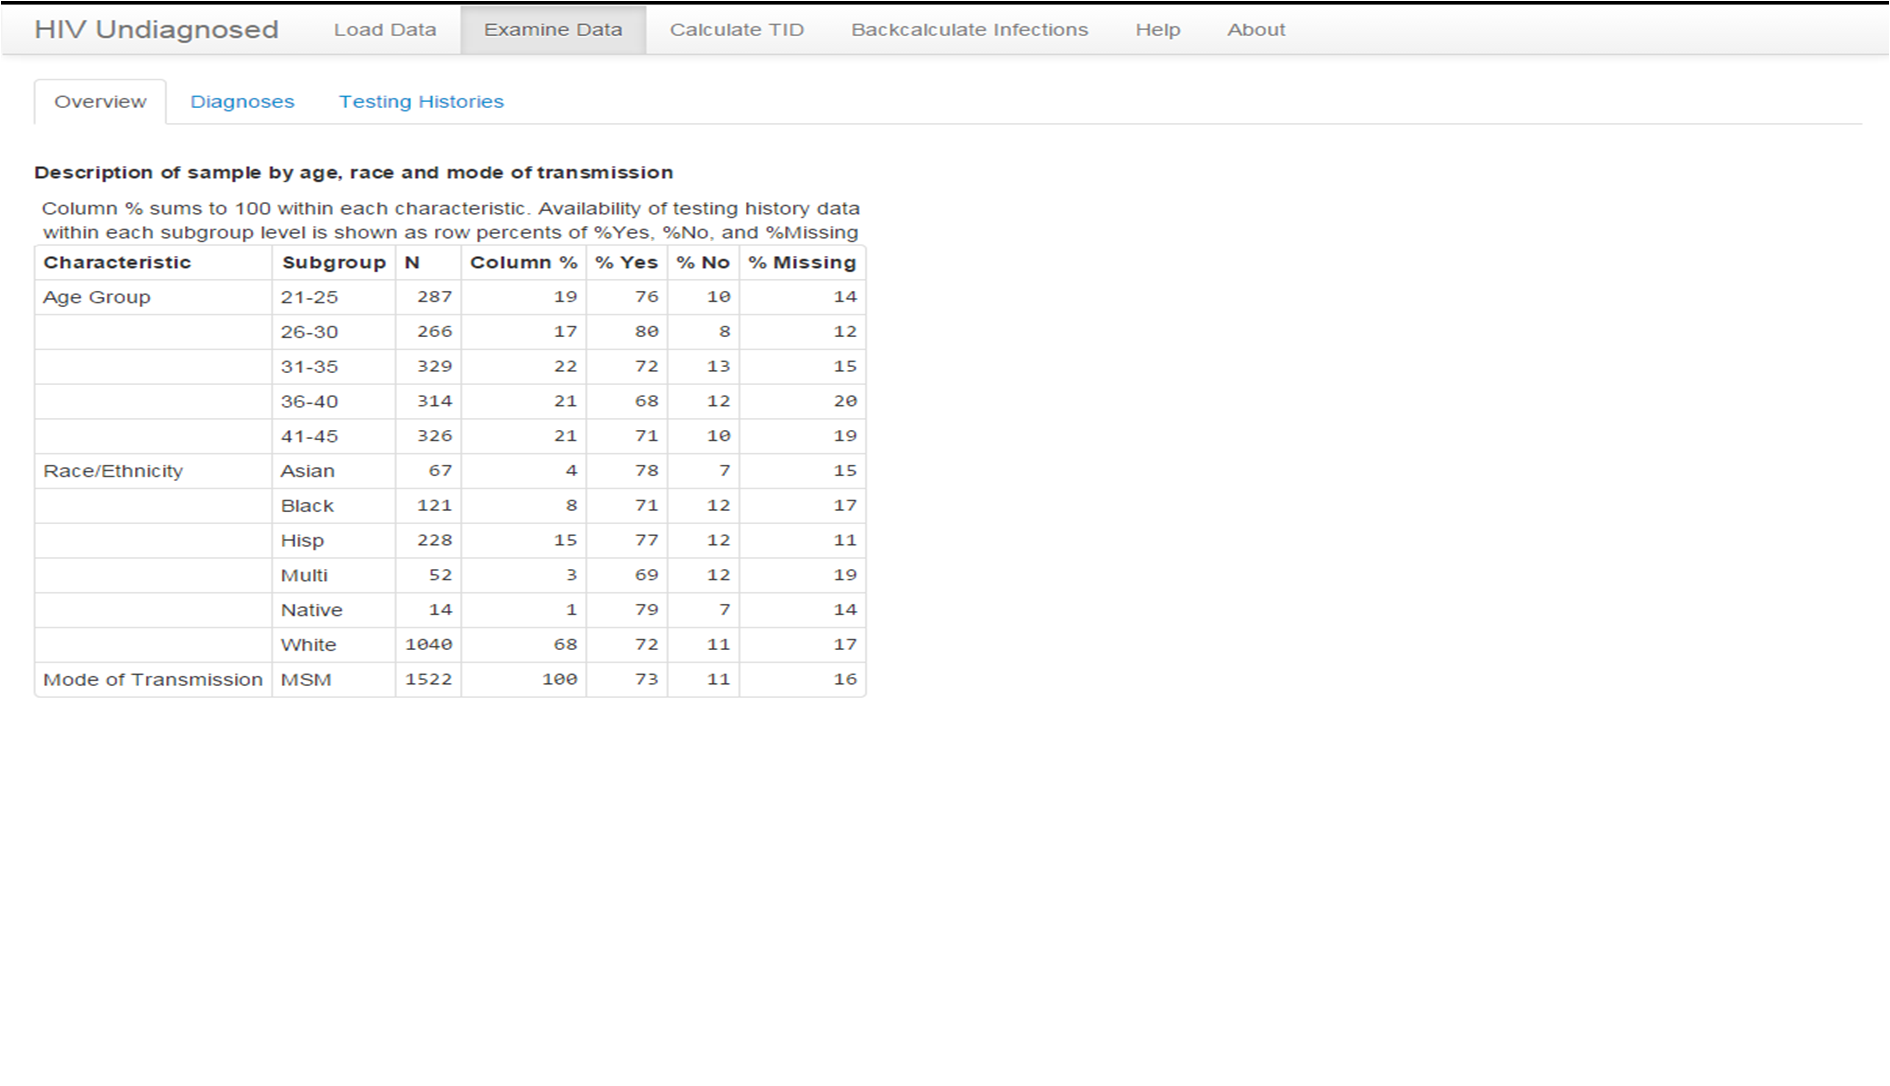 HIV Undiagnosed Load Data Examine Data Calculate TID Backcalculate Infections Help About
Overview Diagnoses Testing Histories
Description of sample by age, race and mode of transmission
Column % sums to 100 within each characteristic. Availability of testing history data
within each subgroup level is shown as row percents of %Yes, %No, and %Missing
Characteristic Subgroup N Column % % Yes % No % Missing
Age Group 21-25 287 19 76 10 14
26-30 266 17 80 8 12
31-35 329 22 72 13 15
36-40 314 21 68 12 20
41-45 326 21 71 10 19
Race/Ethnicity Asian 67 4 78 7 15
Black 121 8 71 12 17
Hisp 228 15 77 12 11
Multi 52 3 69 12 19
Native 14 1 79 7 14
White 1040 68 72 11 17
Mode of Transmission MSM 1522 100 73 11 16